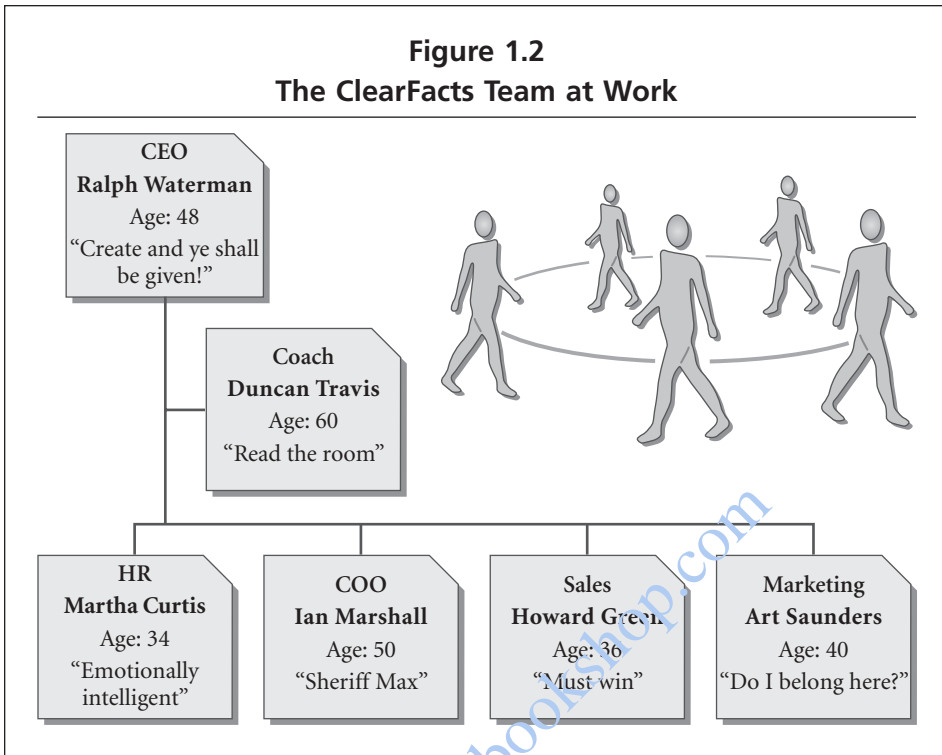 Figure 1.2
The ClearFacts Team at Work
CEO
Ralph Waterman
Age: 48
“Create and ye shall
be given!”
Coach
Duncan Travis
Age: 60
“Read the room”
HR
Martha Curtis
Age: 34
“Emotionally
intelligent”
COO
Ian Marshall
Age: 50
“Sheriff Max”
Sales
Howard Green
Age: 36
“Must win”
Marketing
Art Saunders
Age: 40
“Do I belong here?”
bookshop.com